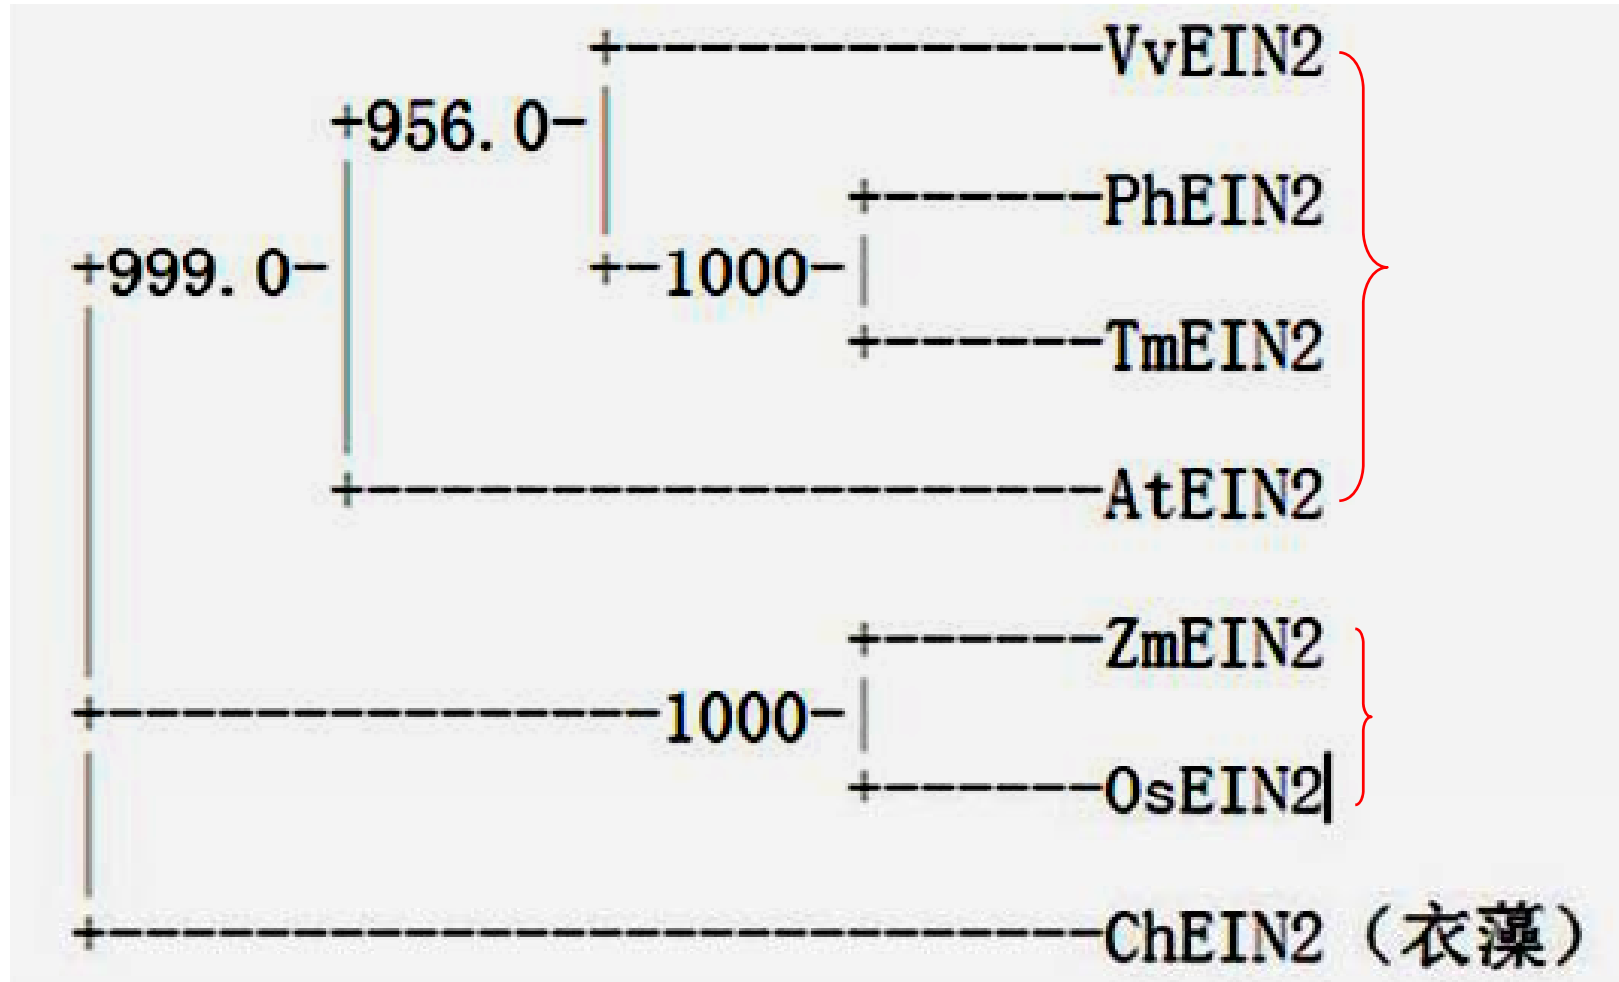 VvEIN2
956.0
PhEIN2
999.0
1000
TmEIN2
AtEIN2
ZmEIN2
1000
OsEIN2
ChEIN2（衣藻）